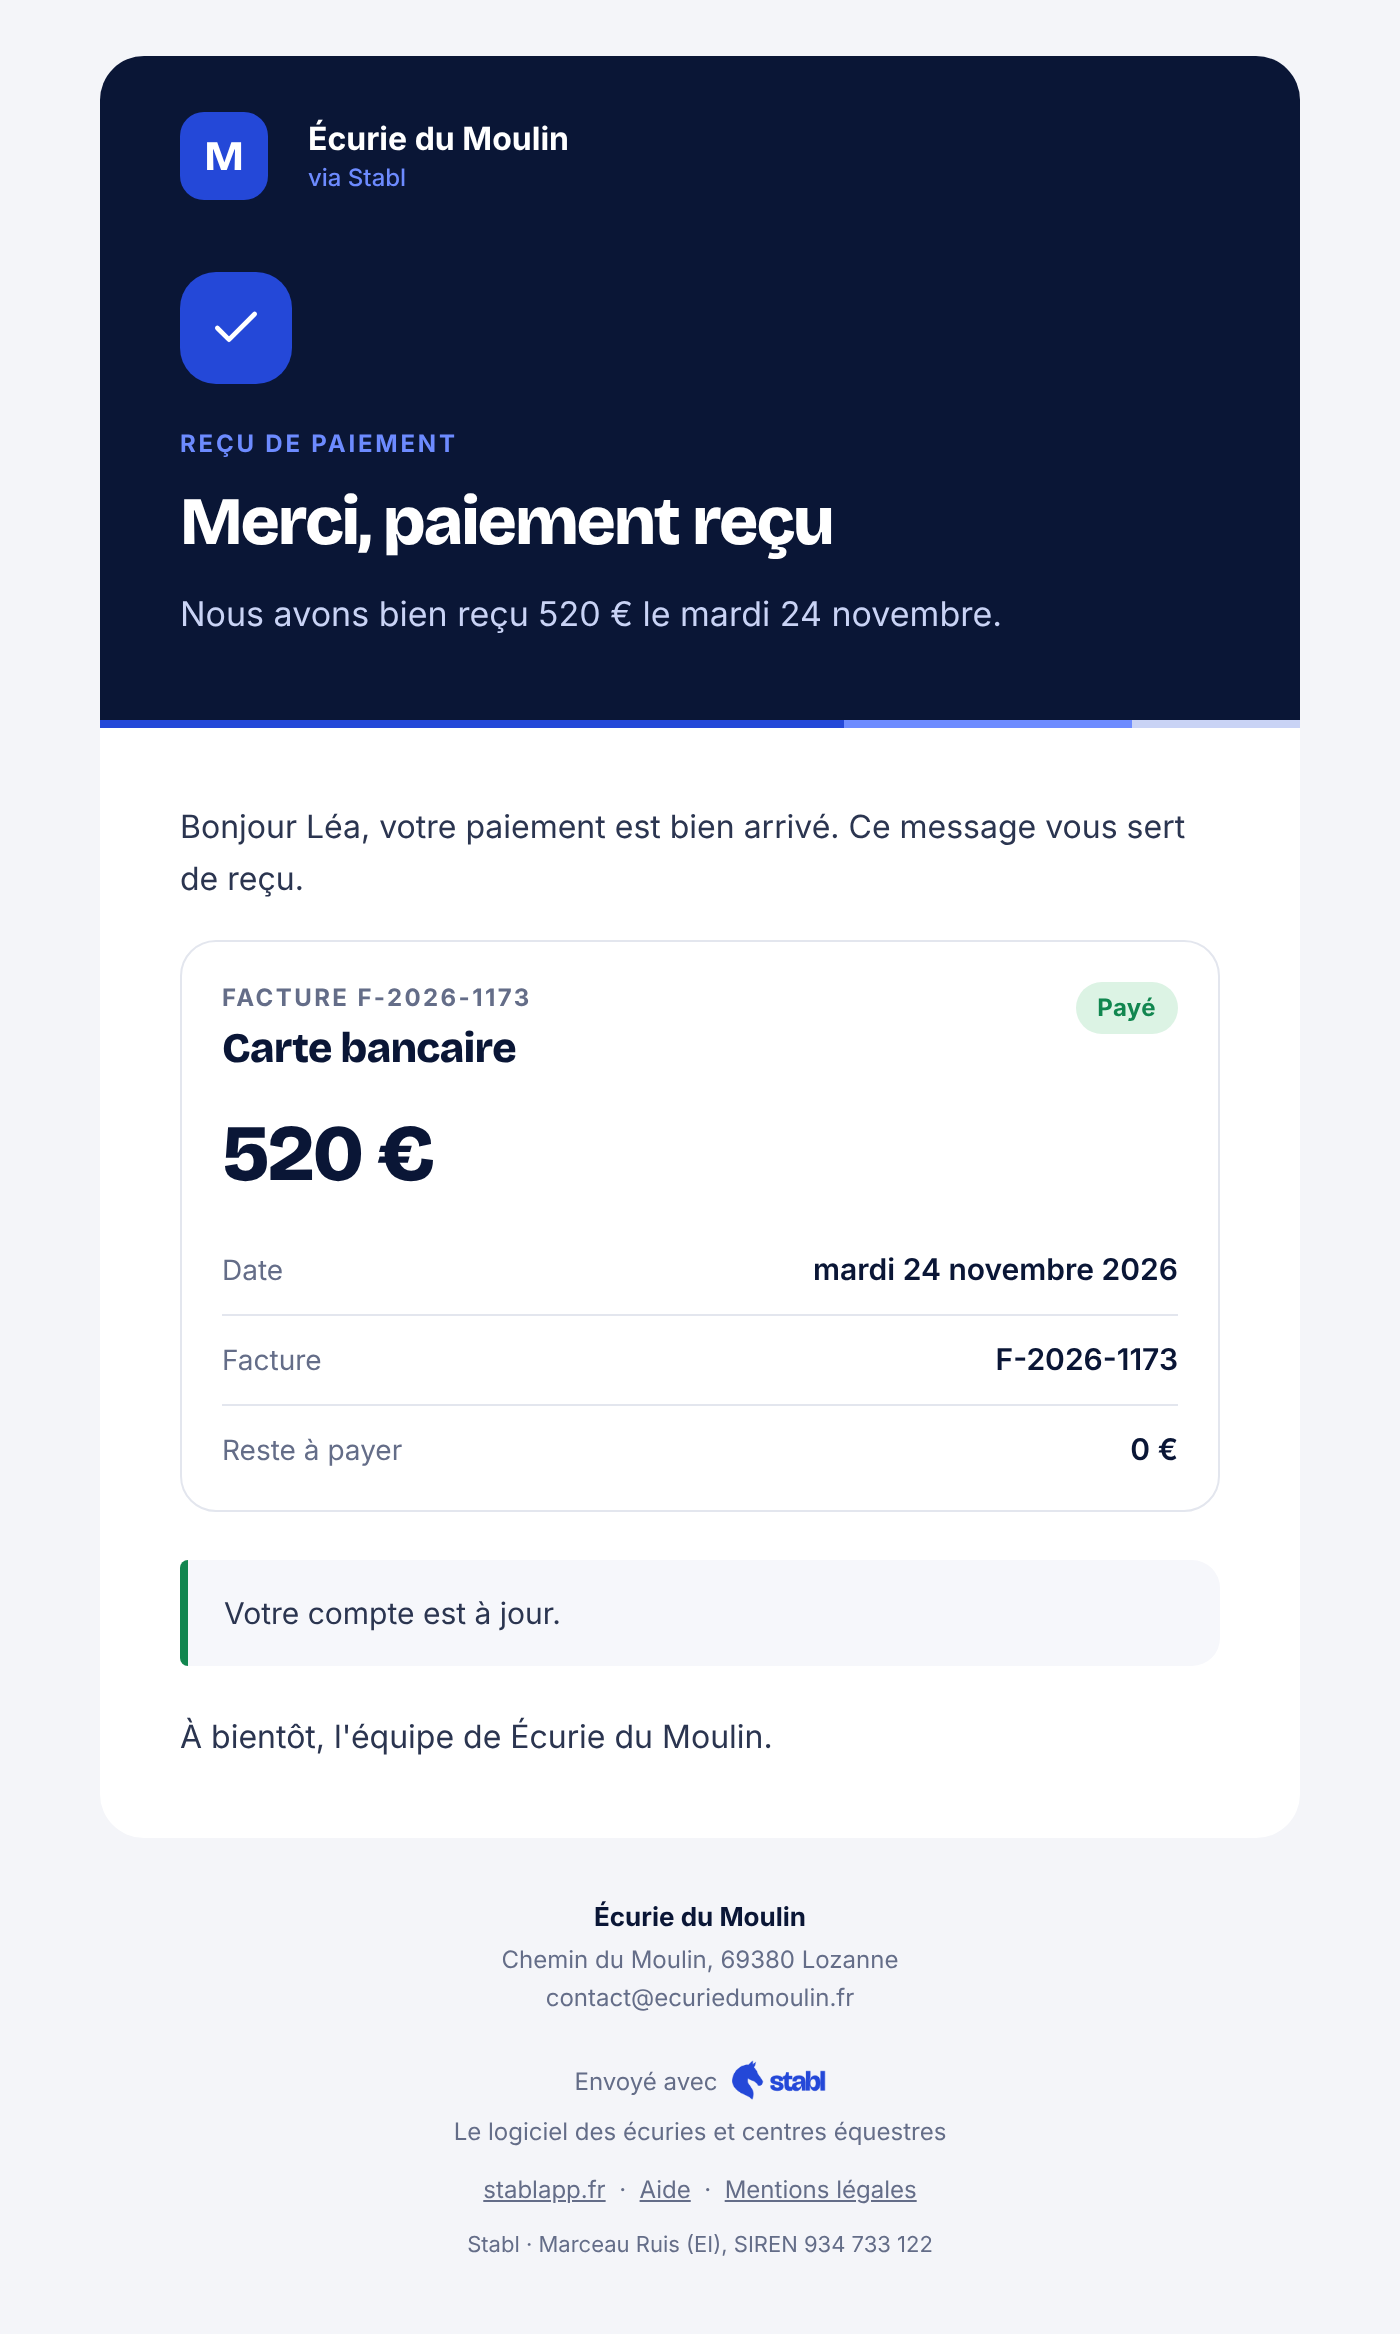 M
Écurie du Moulin
via Stabl
REÇU DE PAIEMENT
Merci, paiement reçu
Nous avons bien reçu 520 € le mardi 24 novembre.
Bonjour Léa, votre paiement est bien arrivé. Ce message vous sert
de reçu.
FACTURE F-2026-1173
Payé
Carte bancaire
520 €
Date mardi 24 novembre 2026
Facture F-2026-1173
Reste à payer 0 €
Votre compte est à jour.
À bientôt, l'équipe de Écurie du Moulin.
Écurie du Moulin
Chemin du Moulin, 69380 Lozanne
contact@ecuriedumoulin.fr
Envoyé avec stabl
Le logiciel des écuries et centres équestres
stablapp.fr · Aide · Mentions légales
Stabl · Marceau Ruis (EI), SIREN 934 733 122